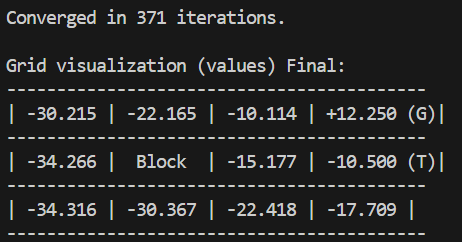 Converged in 371 iterations.
Grid visualization (values) Final:
------------------------------------------
| -30.215 | -22.165 | -10.114 | +12.250 (G)|
------------------------------------------
| -34.266 |  Block  | -15.177 | -10.500 (T)|
------------------------------------------
| -34.316 | -30.367 | -22.418 | -17.709 |
------------------------------------------